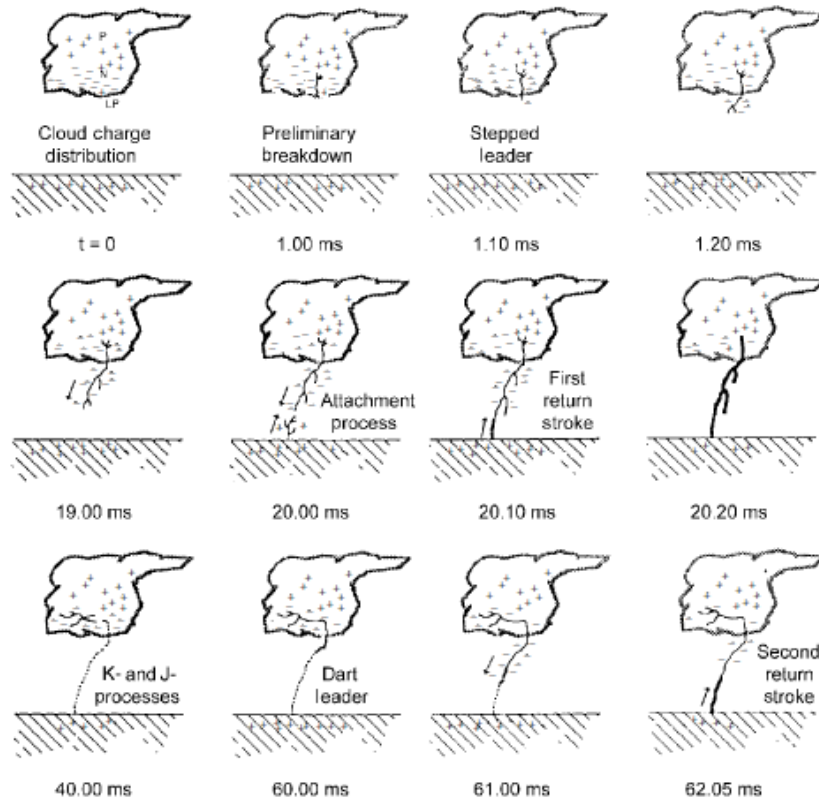 P
N
LP
Cloud charge
distribution
Preliminary
breakdown
Stepped
leader
t = 0
1.00 ms
1.10 ms
1.20 ms
Attachment
process
First
return
stroke
19.00 ms
20.00 ms
20.10 ms
20.20 ms
K- and J-
processes
Dart
leader
Second
return
stroke
40.00 ms
60.00 ms
61.00 ms
62.05 ms